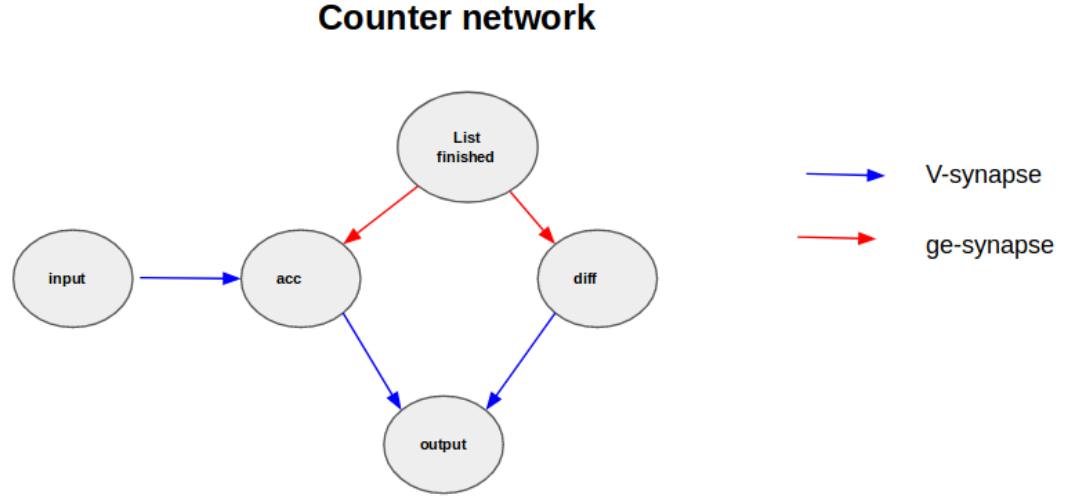 Counter network
List
finished
V-synapse
ge-synapse
input
acc
diff
output